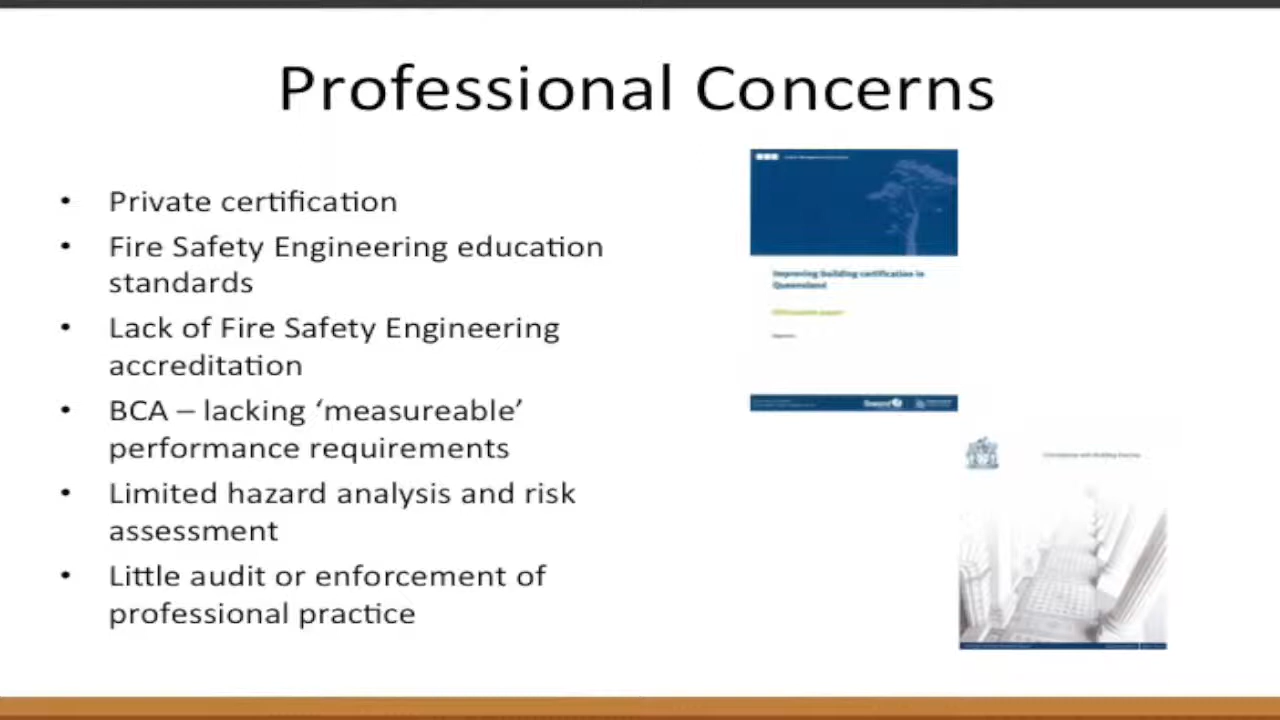 Professional Concerns
• Private certification
• Fire Safety Engineering education
standards
• Lack of Fire Safety Engineering
accreditation
• BCA – lacking ‘measureable’
performance requirements
• Limited hazard analysis and risk
assessment
• Little audit or enforcement of
professional practice
Improving building certification in
Queensland
Discussion paper